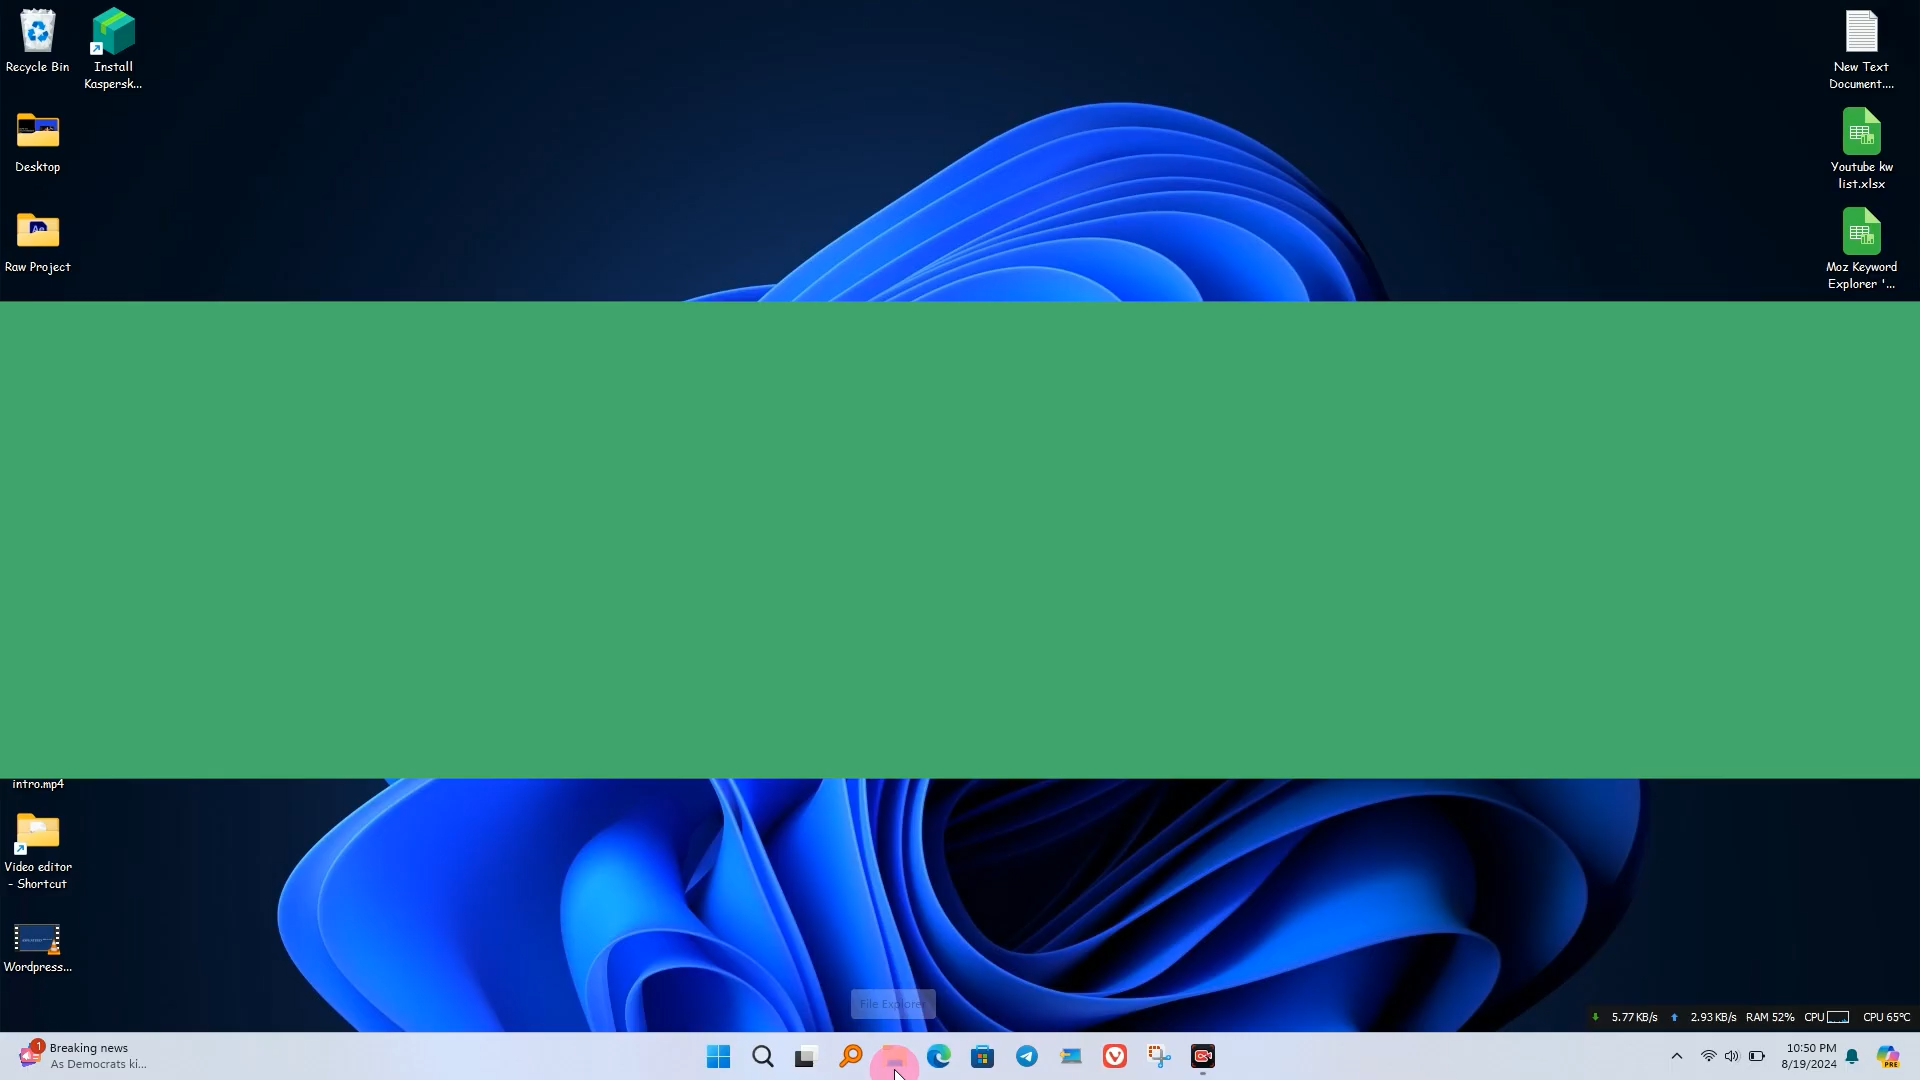 Recycle Bin
Install
Kaspersk...
Desktop
Raw Project
New Text
Document....
Youtube kw
list.xlsx
Moz Keyword
Explorer '...
intro.mp4
Video editor
- Shortcut
Wordpress...
File Explorer
5.77 KB/s 2.93 KB/s RAM 52% CPU CPU 65°C
1
Breaking news
As Democrats ki...
10:50 PM
8/19/2024
PRE